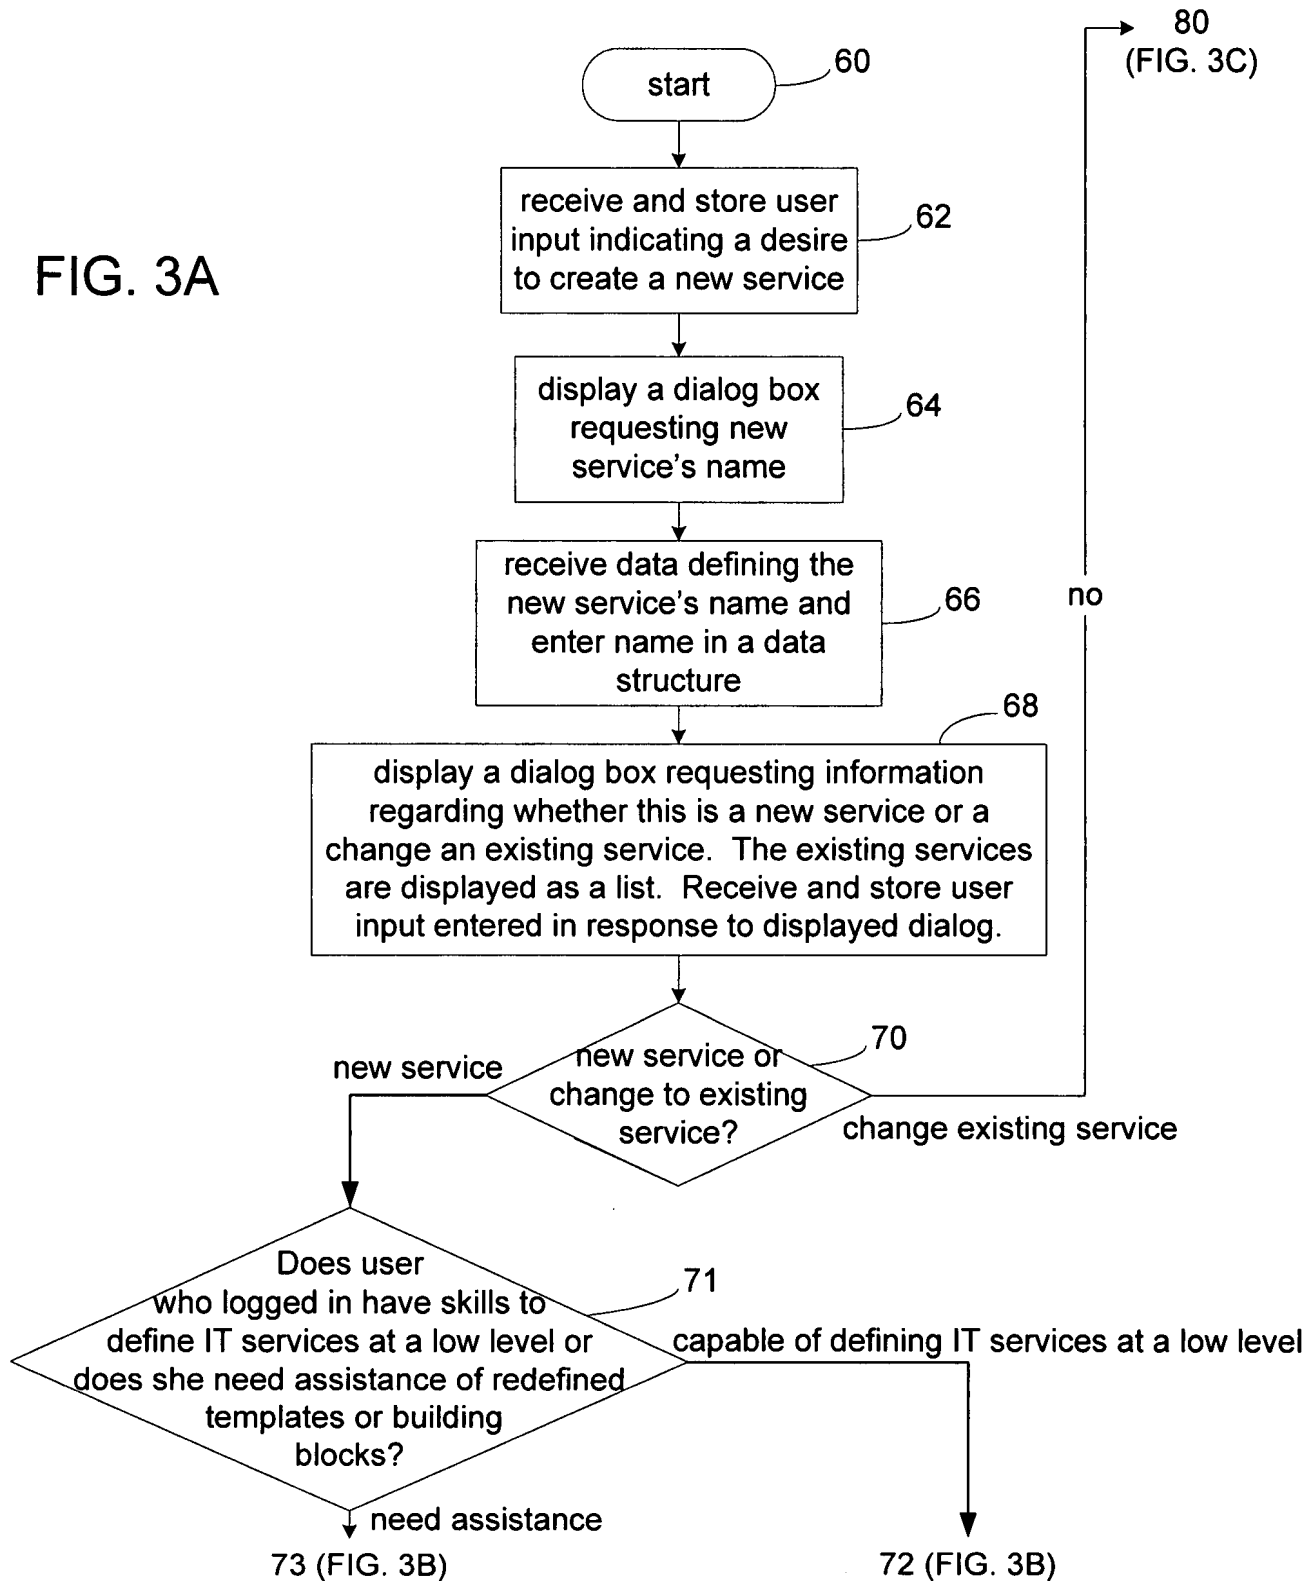 80
(FIG. 3C)
60
start
receive and store user
input indicating a desire
to create a new service
62
FIG. 3A
display a dialog box
requesting new
service's name
64
receive data defining the
new service's name and
enter name in a data
structure
66
no
68
display a dialog box requesting information
regarding whether this is a new service or a
change an existing service.  The existing services
are displayed as a list.  Receive and store user
input entered in response to displayed dialog.
70
new service or
change to existing
service?
new service
change existing service
71
Does user
who logged in have skills to
define IT services at a low level or
does she need assistance of redefined
templates or building
blocks?
capable of defining IT services at a low level
need assistance
73 (FIG. 3B)
72 (FIG. 3B)